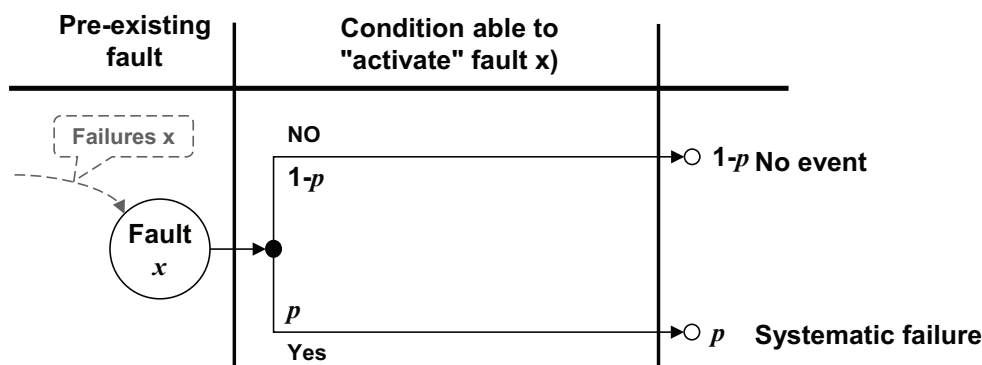 Pre-existing
fault
Condition able to
"activate" fault x)
Failures x
NO
1-p
1-p No event
Fault
x
p
Yes
p Systematic failure